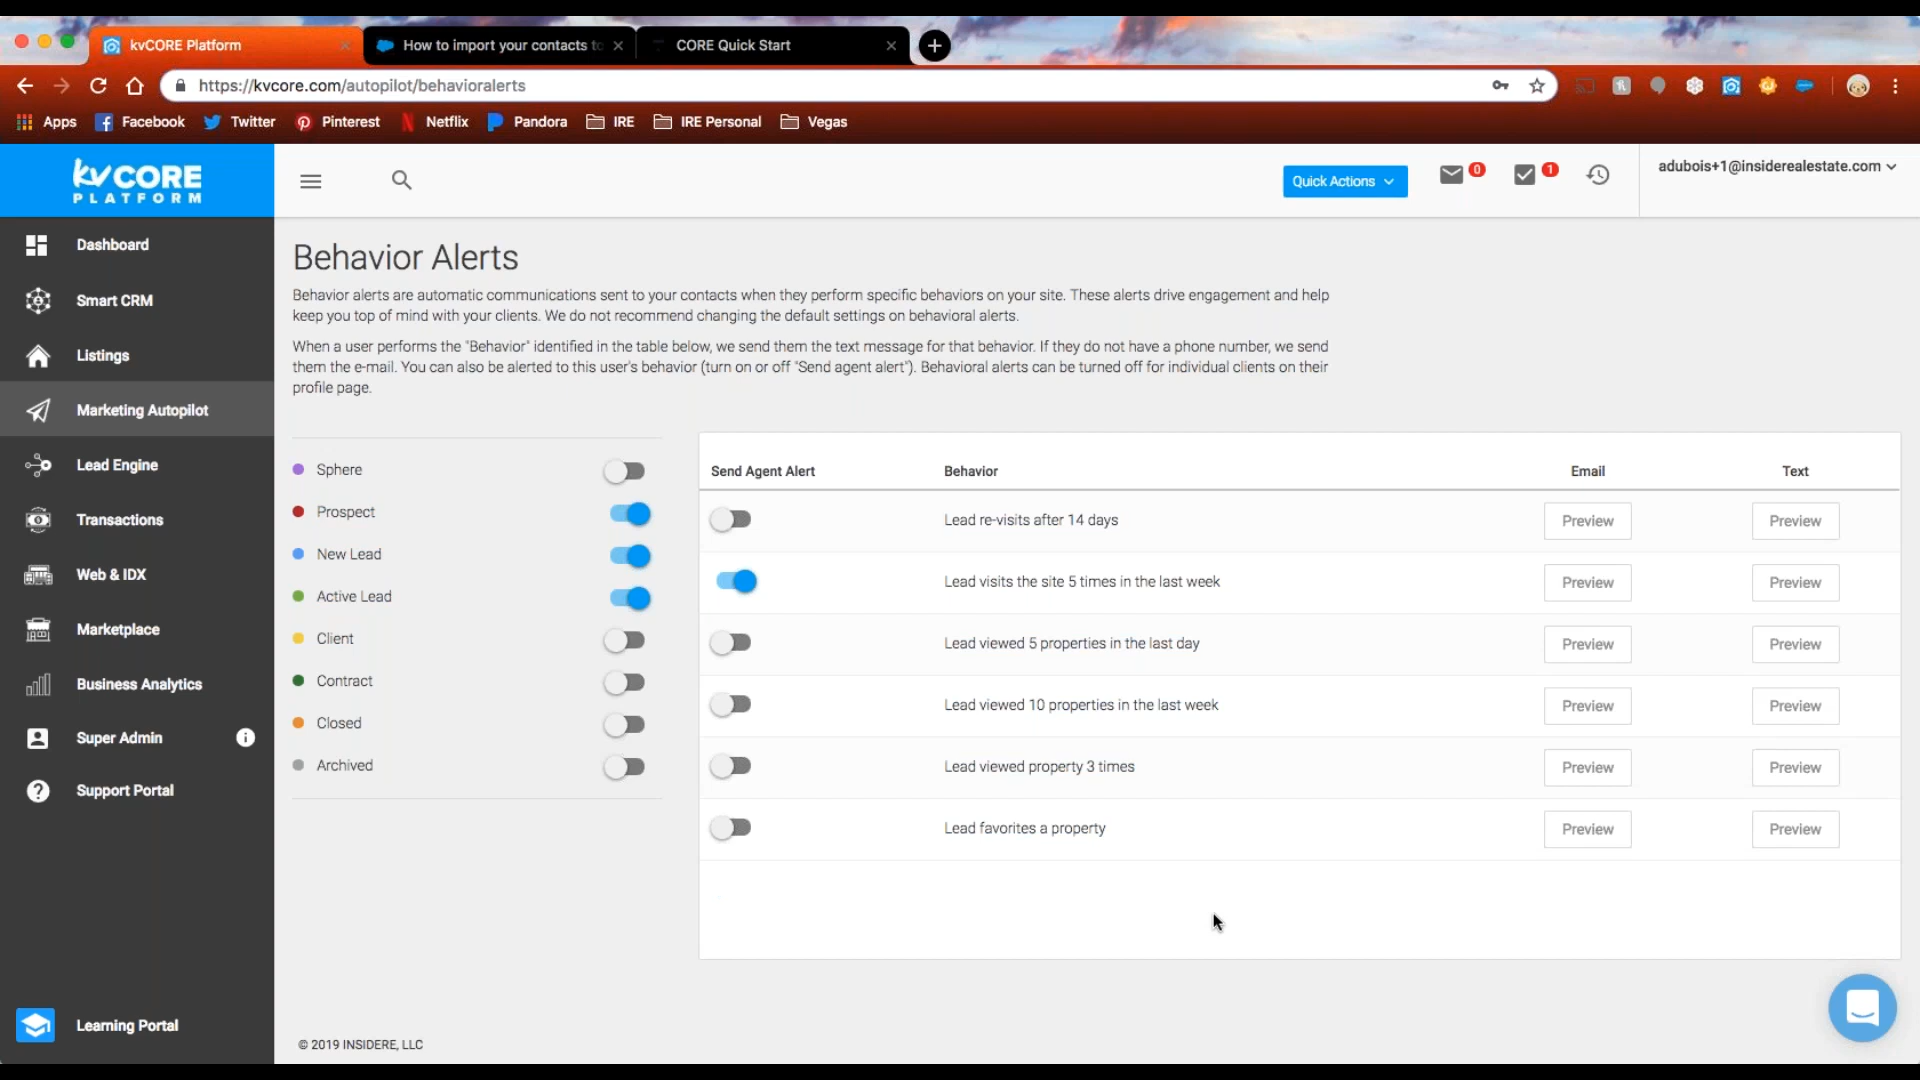 kvCORE Platform
How to import your contacts to
CORE Quick Start
https://kvcore.com/autopilot/behavioralerts
Apps
Facebook
Twitter
Pinterest
Netflix
Pandora
IRE
IRE Personal
Vegas
kvCORE
PLATFORM
Quick Actions
0
1
adubois+1@insiderealestate.com
Dashboard
Smart CRM
Listings
Marketing Autopilot
Lead Engine
Transactions
Web & IDX
Marketplace
Business Analytics
Super Admin
Support Portal
Learning Portal
Behavior Alerts
Behavior alerts are automatic communications sent to your contacts when they perform specific behaviors on your site. These alerts drive engagement and help
keep you top of mind with your clients. We do not recommend changing the default settings on behavioral alerts.
When a user performs the "Behavior" identified in the table below, we send them the text message for that behavior. If they do not have a phone number, we send
them the e-mail. You can also be alerted to this user's behavior (turn on or off "Send agent alert"). Behavioral alerts can be turned off for individual clients on their
profile page.
Sphere
Prospect
New Lead
Active Lead
Client
Contract
Closed
Archived
Send Agent Alert Behavior Email Text
Lead re-visits after 14 days Preview Preview
Lead visits the site 5 times in the last week Preview Preview
Lead viewed 5 properties in the last day Preview Preview
Lead viewed 10 properties in the last week Preview Preview
Lead viewed property 3 times Preview Preview
Lead favorites a property Preview Preview
© 2019 INSIDERE, LLC